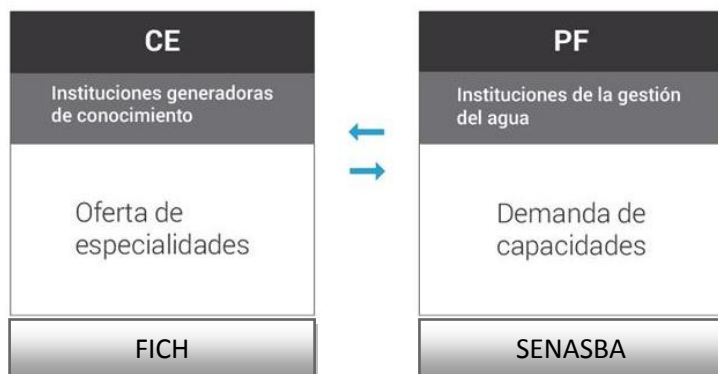 CE
Instituciones generadoras
de conocimiento
Oferta de
especialidades
FICH
PF
Instituciones de la gestión
del agua
Demanda de
capacidades
SENASBA